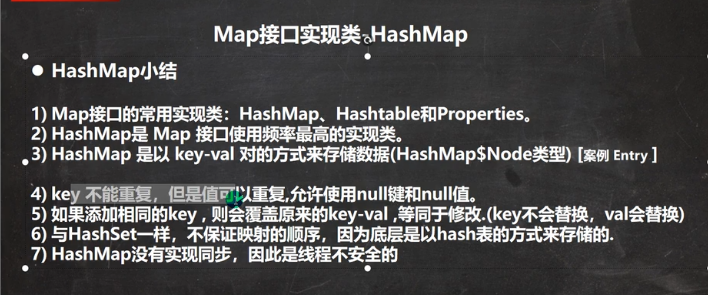 Map接口实现类-HashMap
● HashMap小结
1) Map接口的常用实现类：HashMap、Hashtable和Properties。
2) HashMap是 Map 接口使用频率最高的实现类。
3) HashMap 是以 key-val 对的方式来存储数据(HashMap$Node类型) [案例 Entry ]
4) key 不能重复，但是值可以重复,允许使用null键和null值。
5) 如果添加相同的key , 则会覆盖原来的key-val ,等同于修改.(key不会替换，val会替换)
6) 与HashSet一样，不保证映射的顺序，因为底层是以hash表的方式来存储的.
7) HashMap没有实现同步，因此是线程不安全的